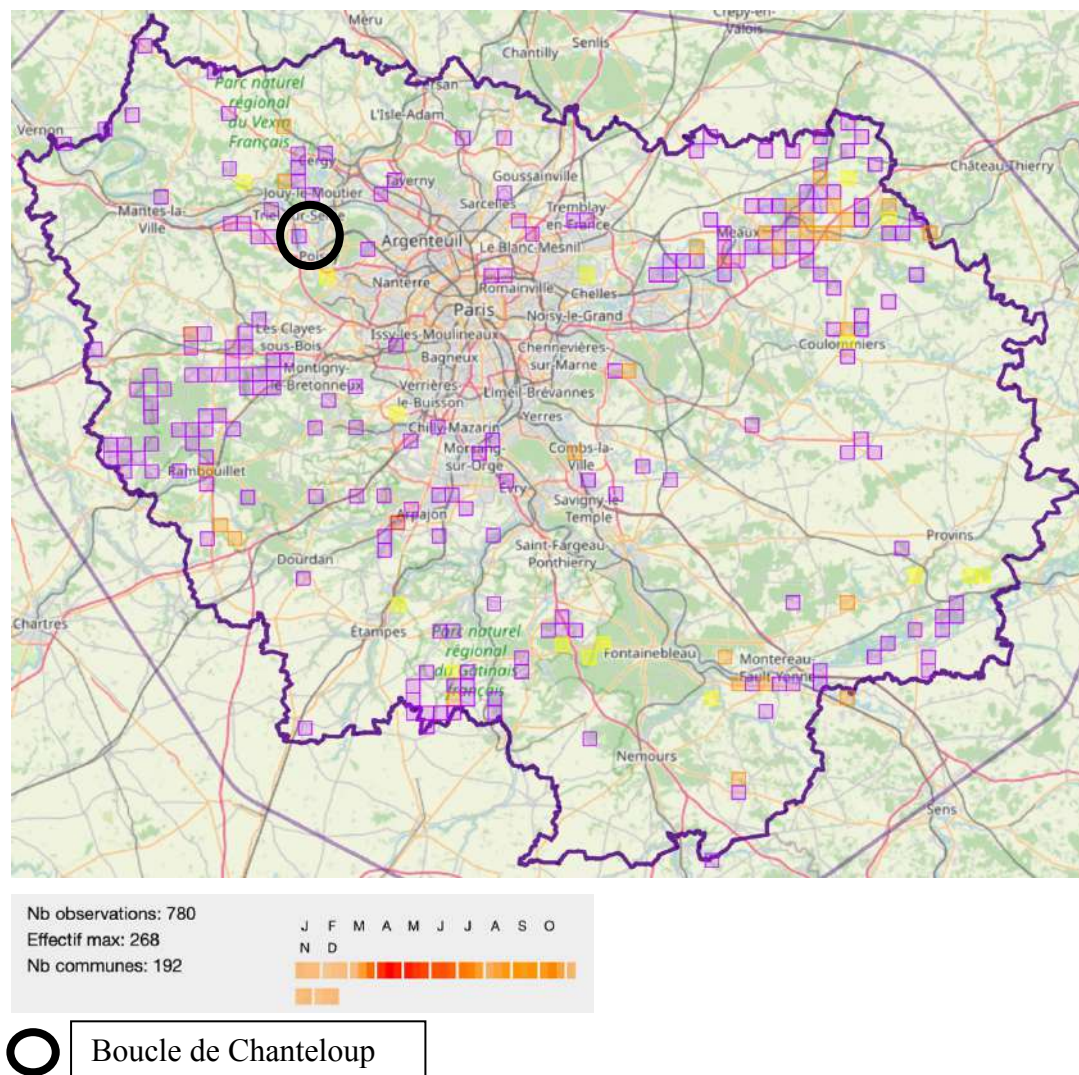 Méru
Crépy-en-
Valois
Senlis
Chantilly
Parc naturel
régional
du Vexin
Français
L'Isle-Adam
Vernon
Château-Thierry
Taverny
Goussainville
Jouy-le-Moutier
Sarcelles
Mantes-la-
Ville
Tremblay-
en-France
Meaux
Argenteuil
Le Blanc-Mesnil
Nanterre
Romainville
Chelles
Paris
Noisy-le-Grand
Les Clayes-
sous-Bois
Issy-les-Moulineaux
Coulommiers
Bagneux
Chennevières-
sur-Marne
Montigny-
le-Bretonneux
Verrières-
le-Buisson
Limeil-Brévannes
Yerres
Chilly-Mazarin
Morsang-
sur-Orge
Combs-la-
Ville
Rambouillet
Évry
Savigny-le-
Temple
Arpajon
Provins
Saint-Fargeau-
Ponthierry
Dourdan
Chartres
Étampes
Parc naturel
régional
du Gâtinais
français
Fontainebleau
Montereau-
Fault-Yonne
Nemours
Sens
Nb observations: 780
Effectif max: 268
Nb communes: 192
J F M A M J J A S O
N D
Boucle de Chanteloup